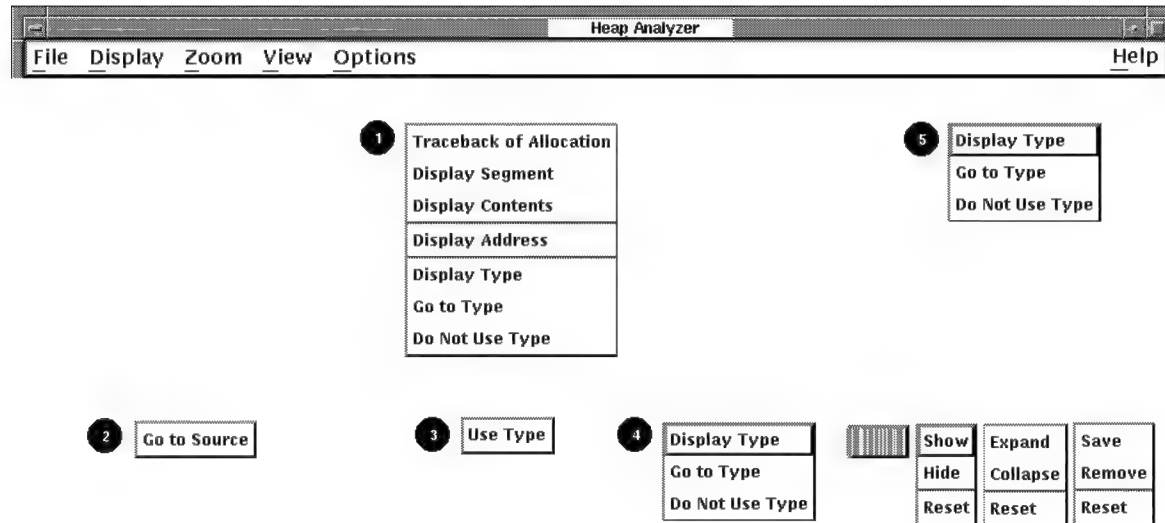 Heap Analyzer
File Display Zoom View Options Help
1
Traceback of Allocation
Display Segment
Display Contents
Display Address
Display Type
Go to Type
Do Not Use Type
5
Display Type
Go to Type
Do Not Use Type
2
Go to Source
3
Use Type
4
Display Type
Go to Type
Do Not Use Type
Show
Hide
Reset
Expand
Collapse
Reset
Save
Remove
Reset